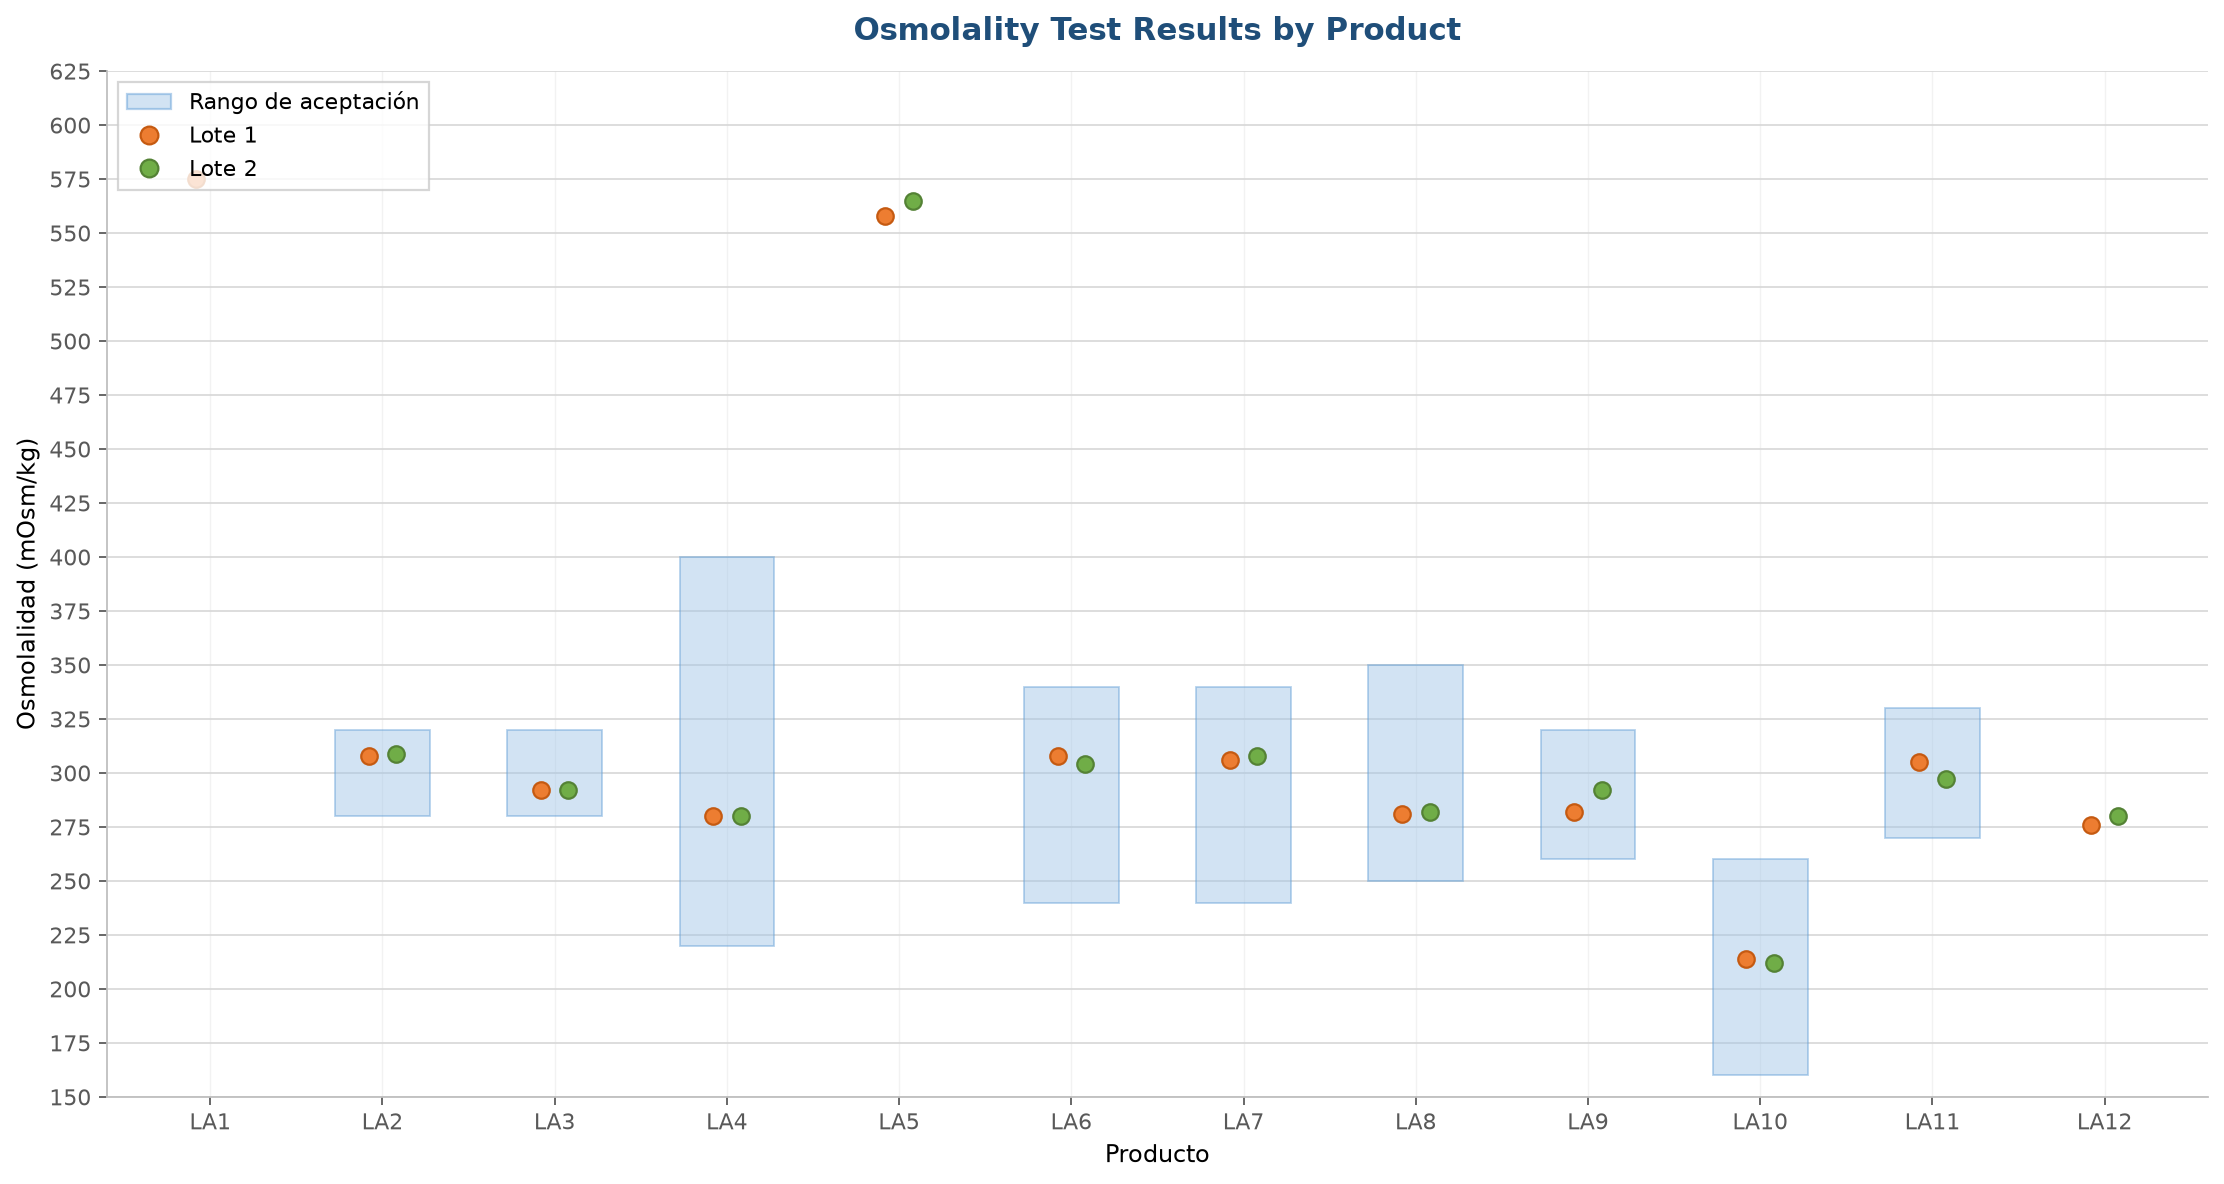 Osmolality Test Results by Product
Rango de aceptación
Lote 1
Lote 2
Osmolalidad (mOsm/kg)
625
600
575
550
525
500
475
450
425
400
375
350
325
300
275
250
225
200
175
150
LA1 LA2 LA3 LA4 LA5 LA6 LA7 LA8 LA9 LA10 LA11 LA12
Producto